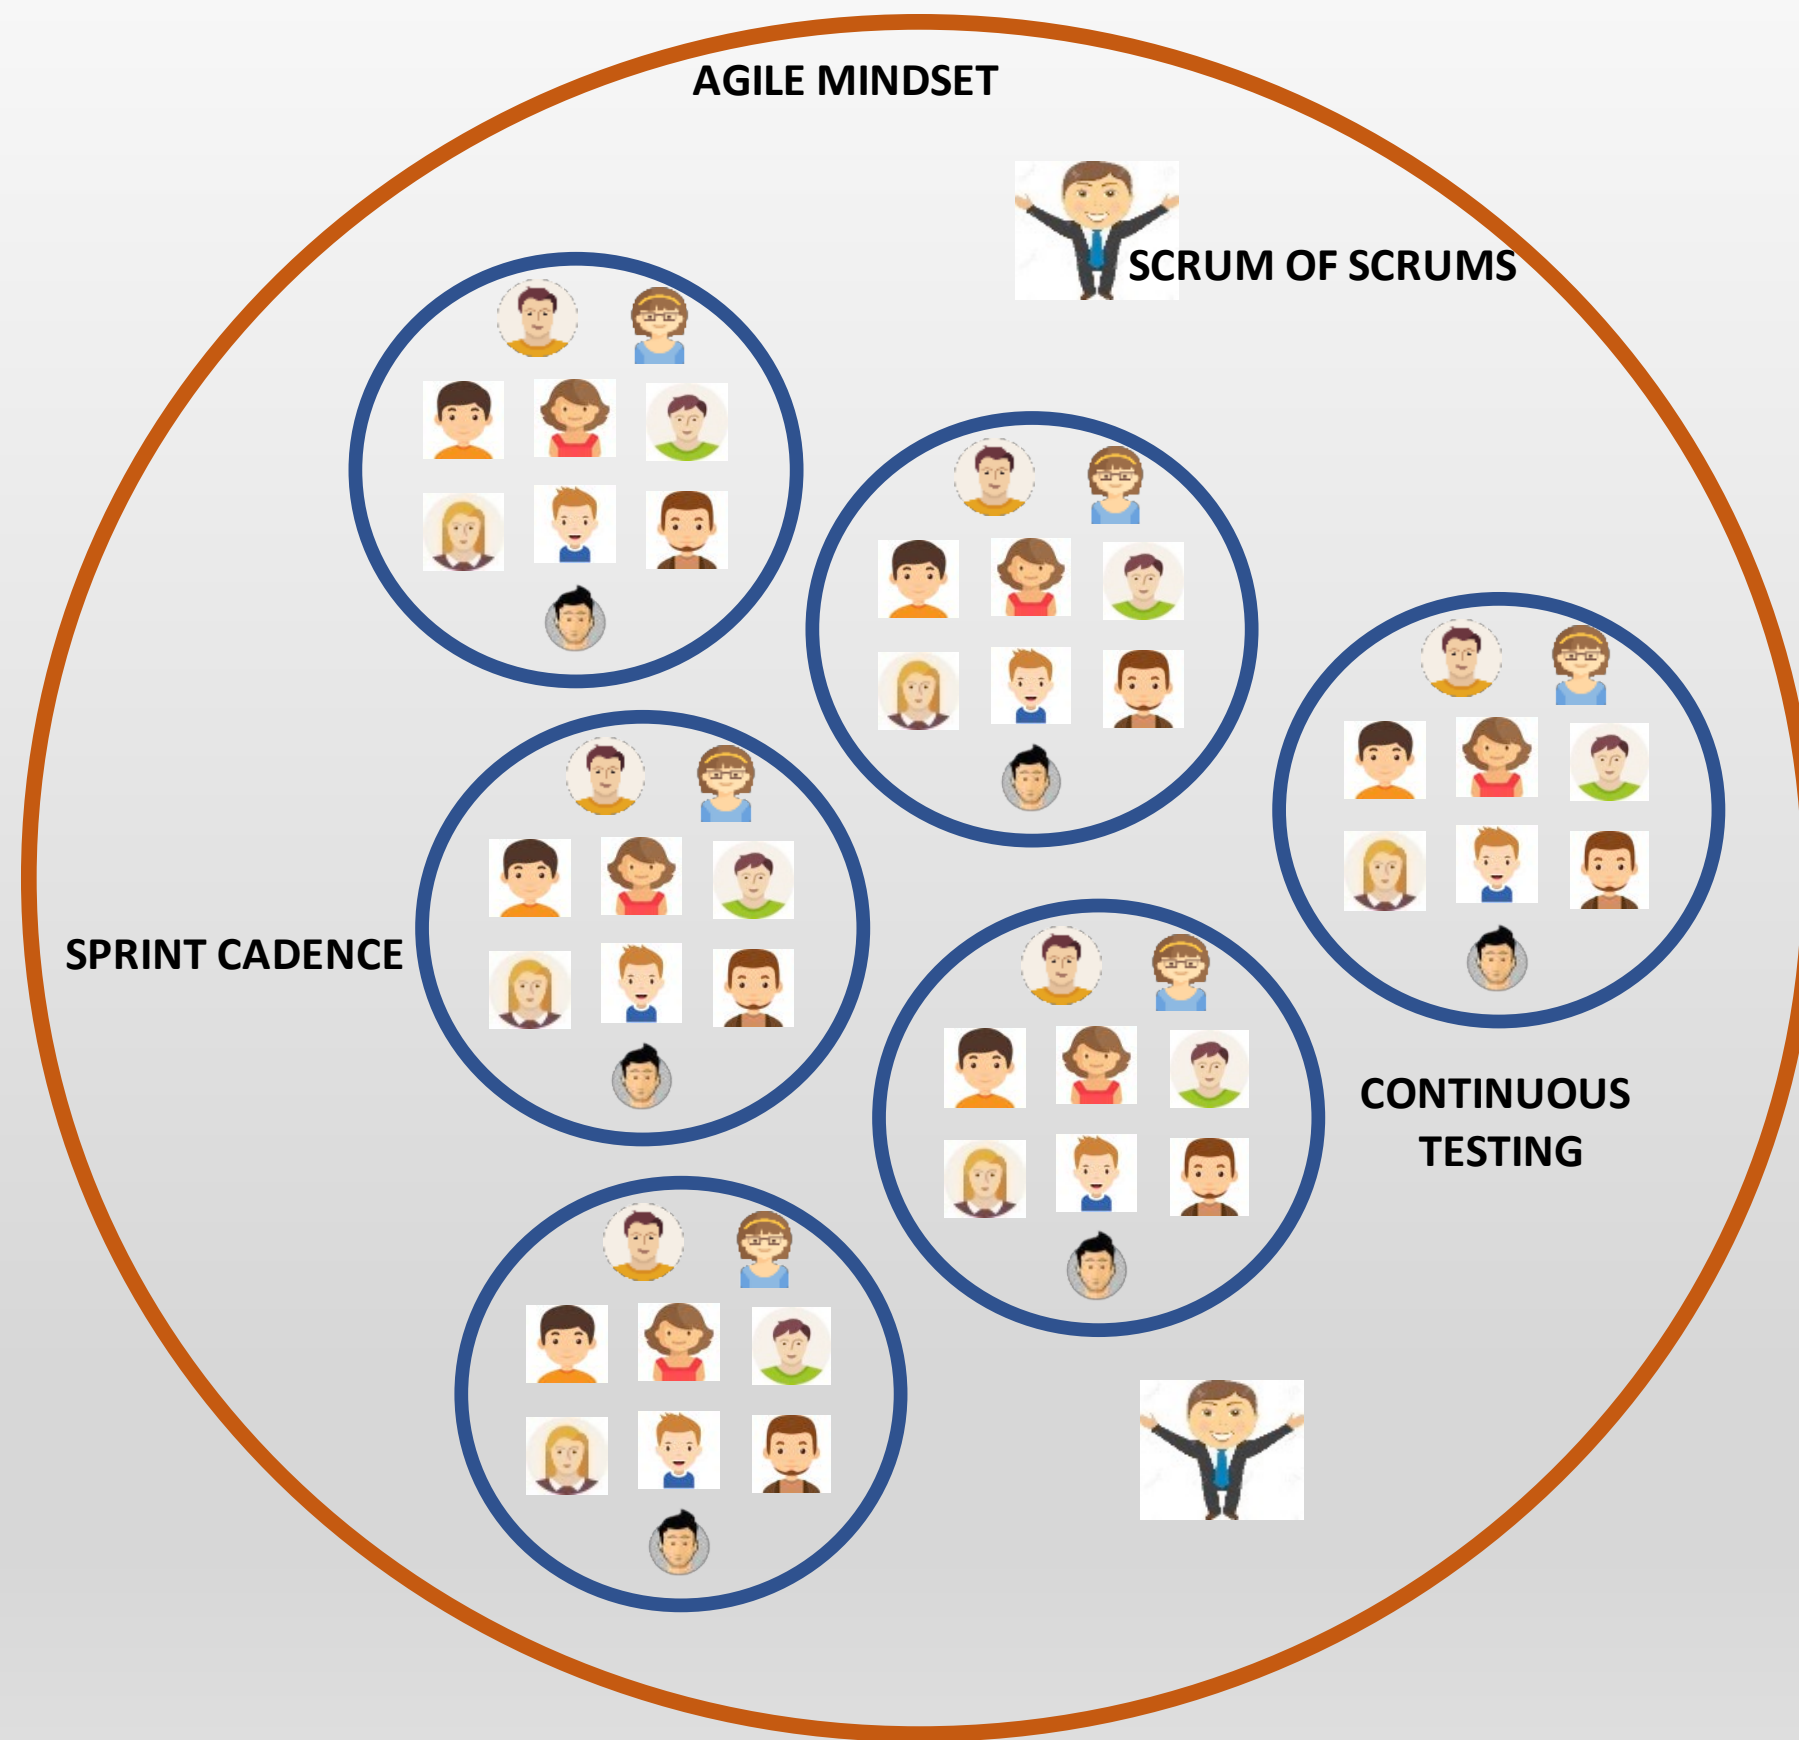 AGILE MINDSET
SCRUM OF SCRUMS
SPRINT CADENCE
CONTINUOUS
TESTING